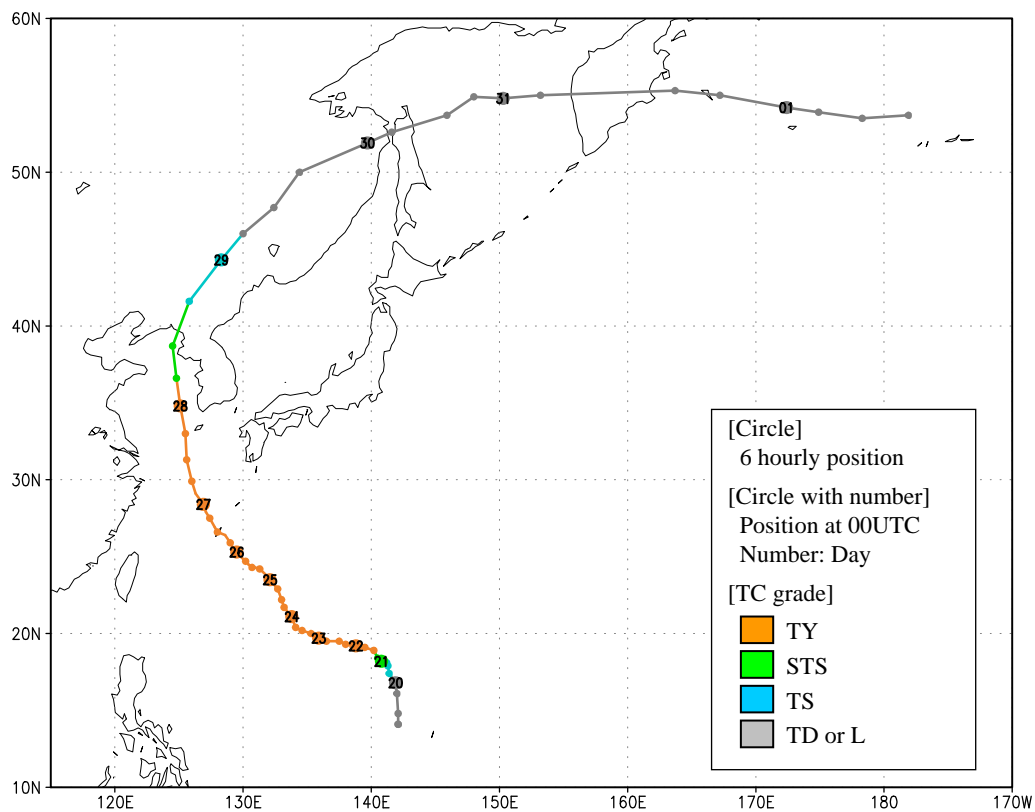 60N
50N
40N
30N
20N
10N
120E
130E
140E
150E
160E
170E
180
170W
01
31
30
29
28
27
26
25
24
23
22
21
20
[Circle]
6 hourly position
[Circle with number]
Position at 00UTC
Number: Day
[TC grade]
TY
STS
TS
TD or L